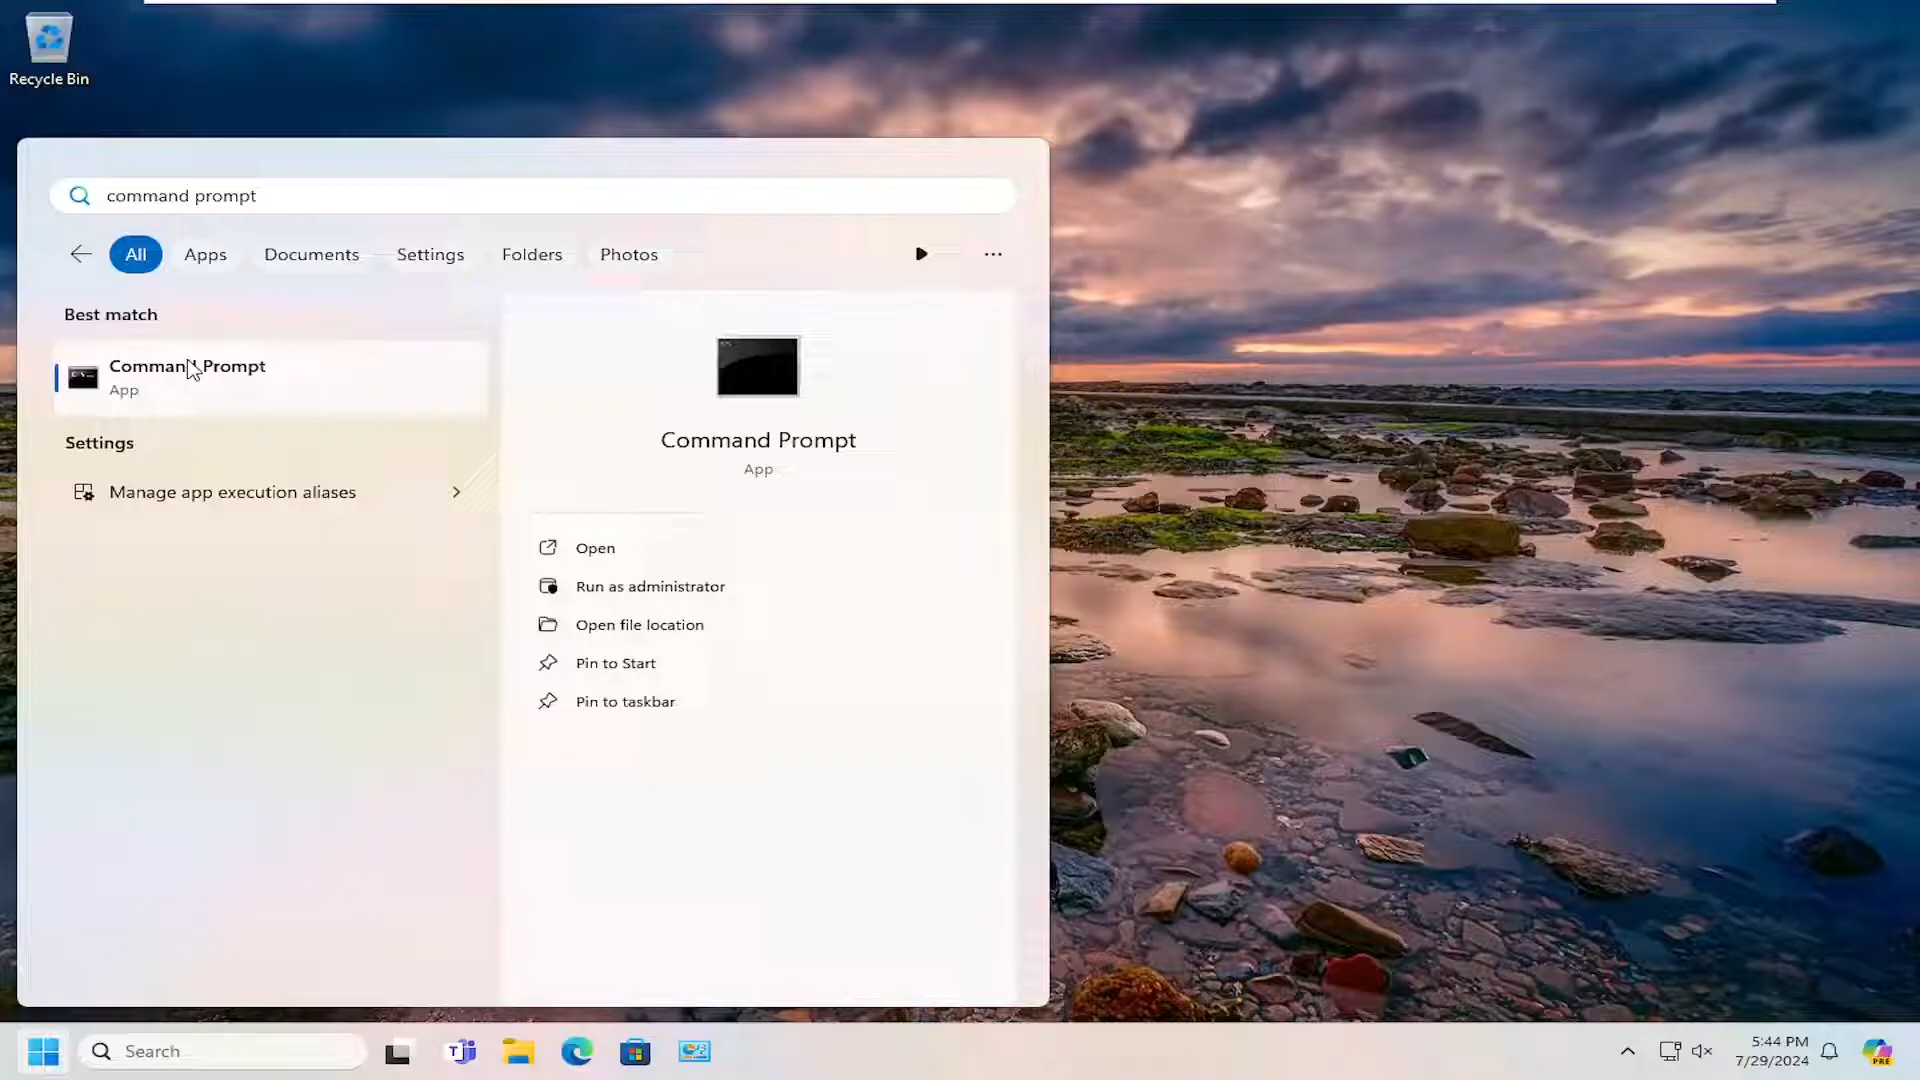 Recycle Bin
command prompt
All Apps Documents Settings Folders Photos
Best match
Command Prompt
App
Settings
Manage app execution aliases
Command Prompt
App
Open
Run as administrator
Open file location
Pin to Start
Pin to taskbar
Search
5:44 PM
7/29/2024
PRE